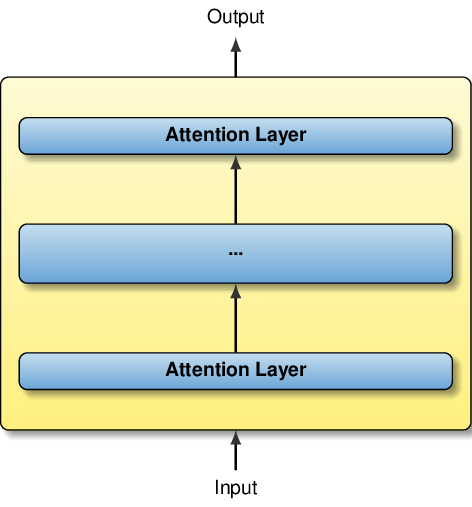 Output
Attention Layer
...
Attention Layer
Input